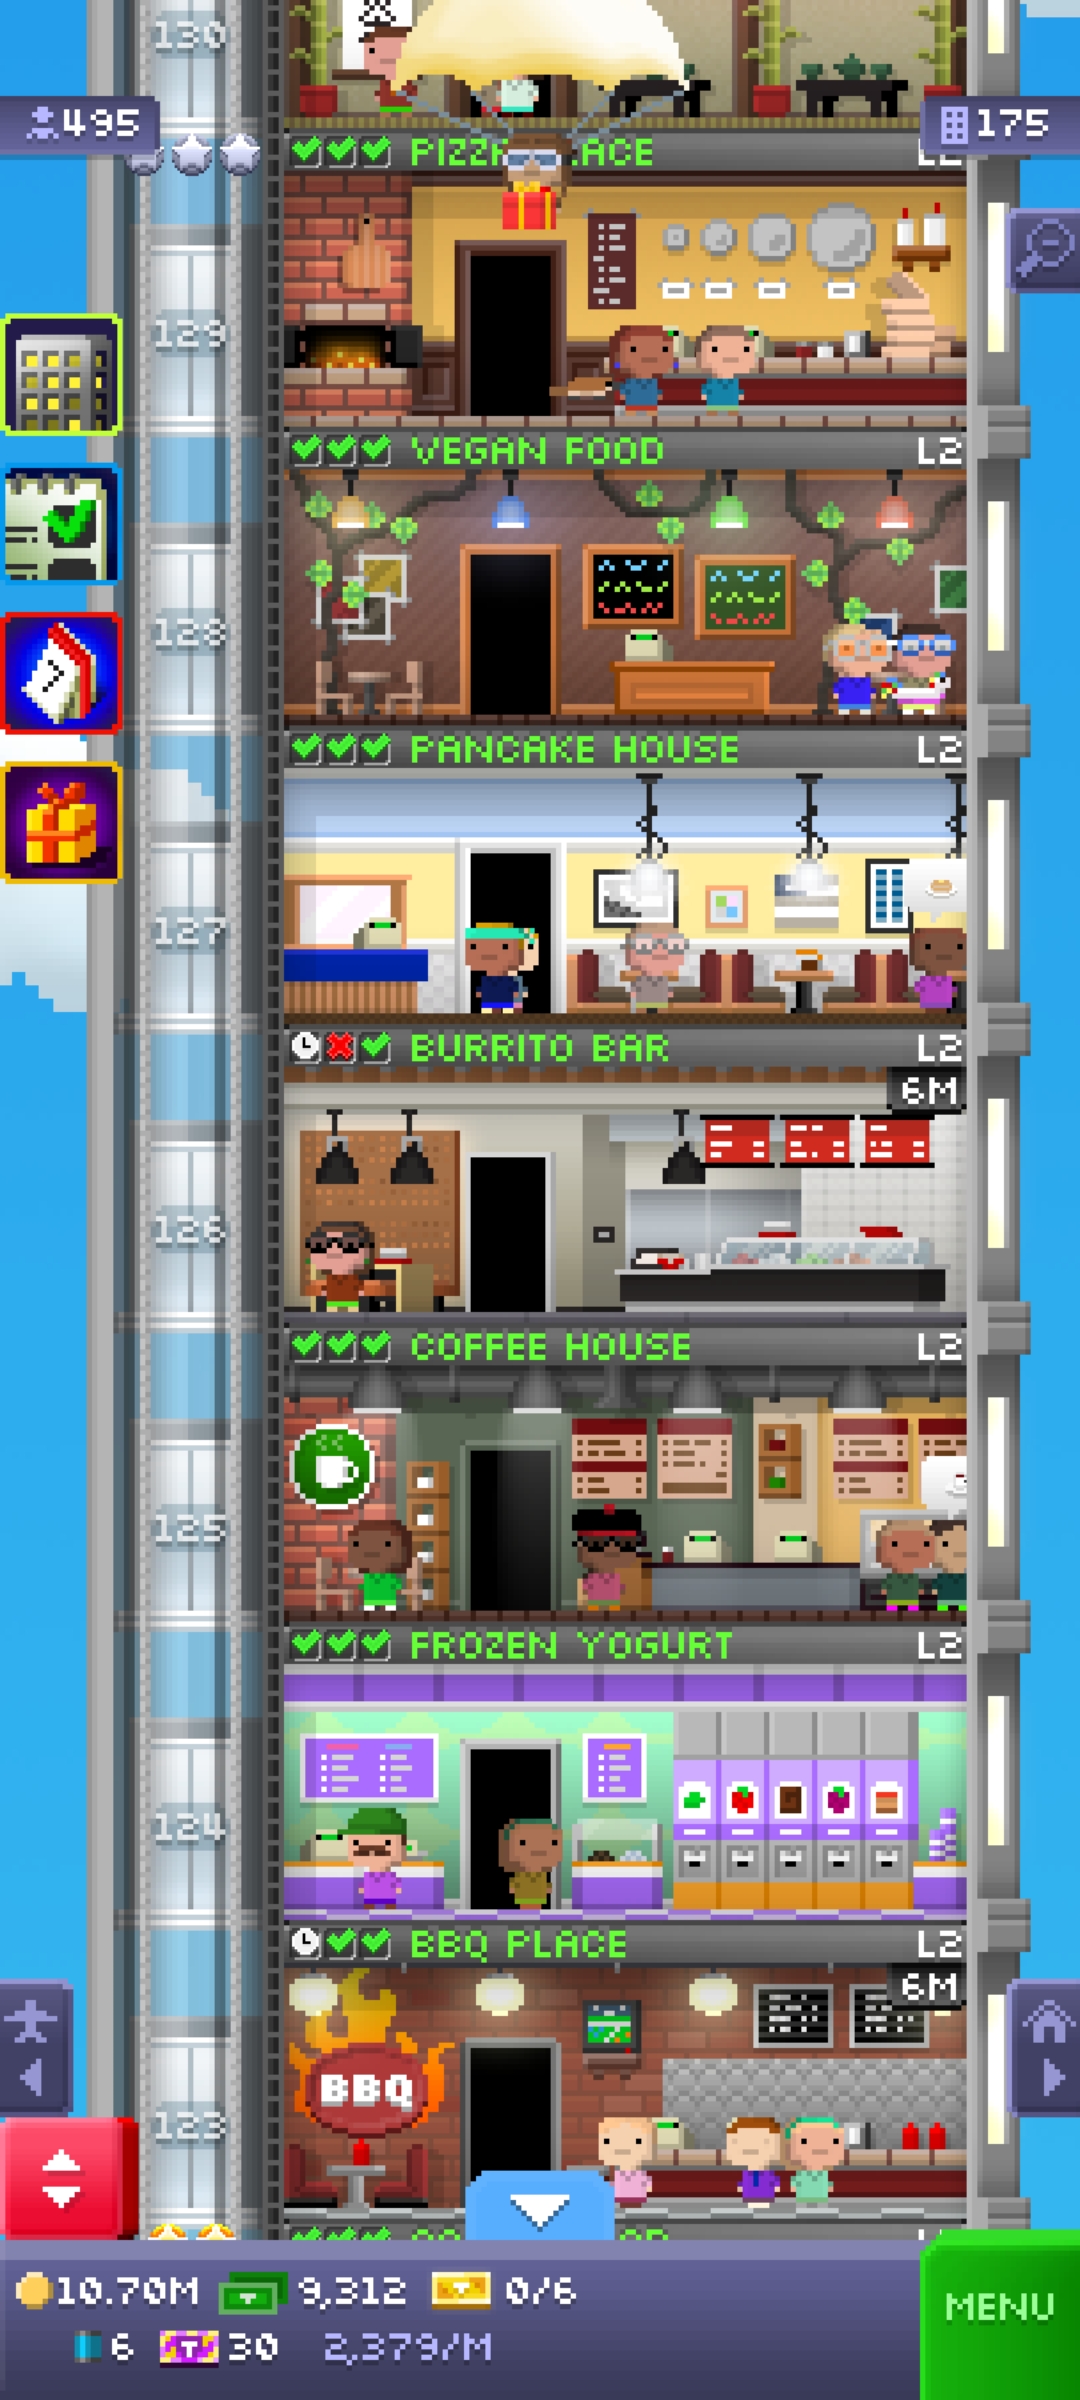 130
495
175
PIZZA PLACE
L2
129
VEGAN FOOD
L2
128
PANCAKE HOUSE
L2
127
BURRITO BAR
L2
6M
126
COFFEE HOUSE
L2
125
FROZEN YOGURT
L2
124
BBQ PLACE
L2
6M
BBQ
123
10.70M
9,312
0/6
MENU
6
T
30
2,379/M